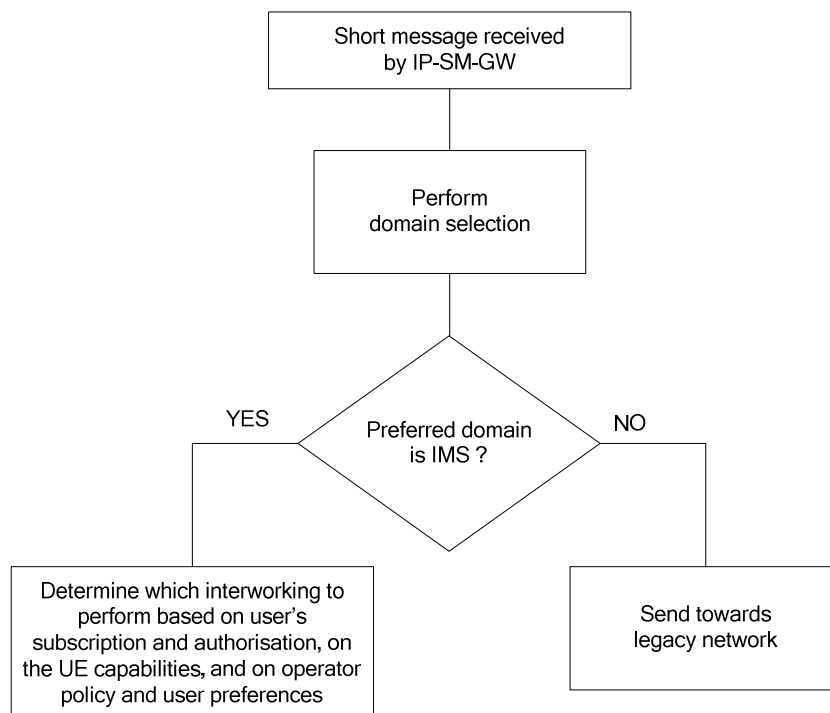 Short message received
by IP-SM-GW
Perform
domain selection
YES
Preferred domain
is IMS ?
NO
Determine which interworking to
perform based on user's
subscription and authorisation, on
the UE capabilities, and on operator
policy and user preferences
Send towards
legacy network